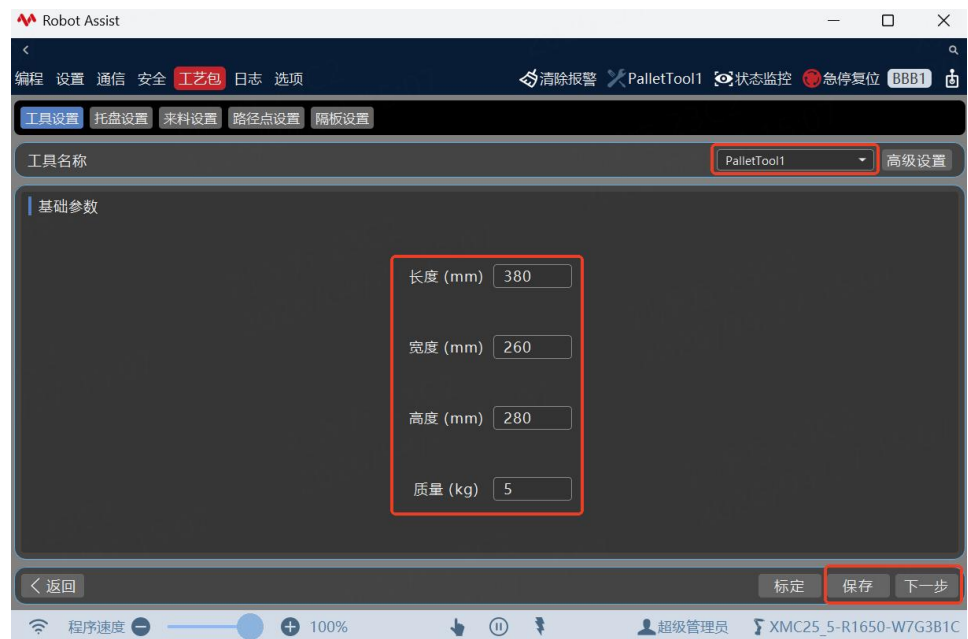 Robot Assist
编程 设置 通信 安全 工艺包 日志 选项 清除报警 PalletTool1 状态监控 急停复位 BBB1
工具设置 托盘设置 来料设置 路径点设置 隔板设置
工具名称 PalletTool1 高级设置
基础参数
长度 (mm) 380
宽度 (mm) 260
高度 (mm) 280
质量 (kg) 5
返回 标定 保存 下一步
程序速度 100% 超级管理员 XMC25_5-R1650-W7G3B1C